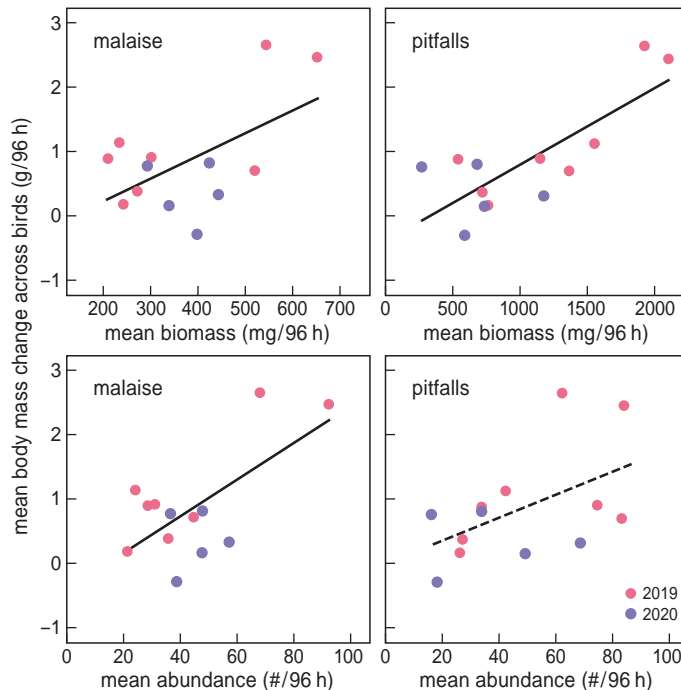 mean body mass change across birds (g/96 h)
malaise
3
2
1
0
−1
200 300 400 500 600 700
mean biomass (mg/96 h)
pitfalls
500 1000 1500 2000
mean biomass (mg/96 h)
malaise
3
2
1
0
−1
0 20 40 60 80 100
mean abundance (#/96 h)
pitfalls
2019
2020
0 20 40 60 80 100
mean abundance (#/96 h)